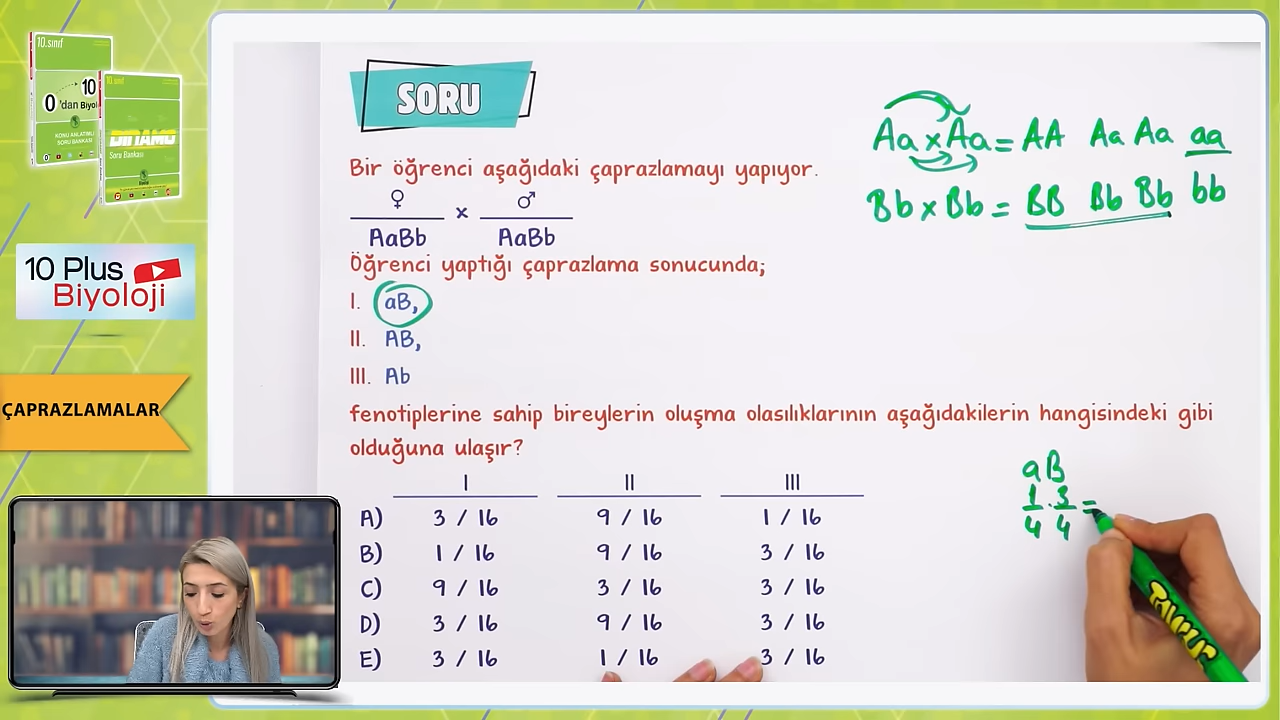 10.sınıf
0 'dan 10
Biyol
KONU ANLATIMLI
SORU BANKASI
10.sınıf
DİNAMO
Soru Bankası
10 Plus
Biyoloji
ÇAPRAZLAMALAR
SORU
Bir öğrenci aşağıdaki çaprazlamayı yapıyor.
♀ x ♂
AaBb AaBb
Öğrenci yaptığı çaprazlama sonucunda;
I. aB,
II. AB,
III. Ab
fenotiplerine sahip bireylerin oluşma olasılıklarının aşağıdakilerin hangisindeki gibi
olduğuna ulaşır?
I II III
A) 3 / 16 9 / 16 1 / 16
B) 1 / 16 9 / 16 3 / 16
C) 9 / 16 3 / 16 3 / 16
D) 3 / 16 9 / 16 3 / 16
E) 3 / 16 1 / 16 3 / 16
Aa x Aa = AA Aa Aa aa
Bb x Bb = BB Bb Bb bb
aB
1/4 . 3/4 =